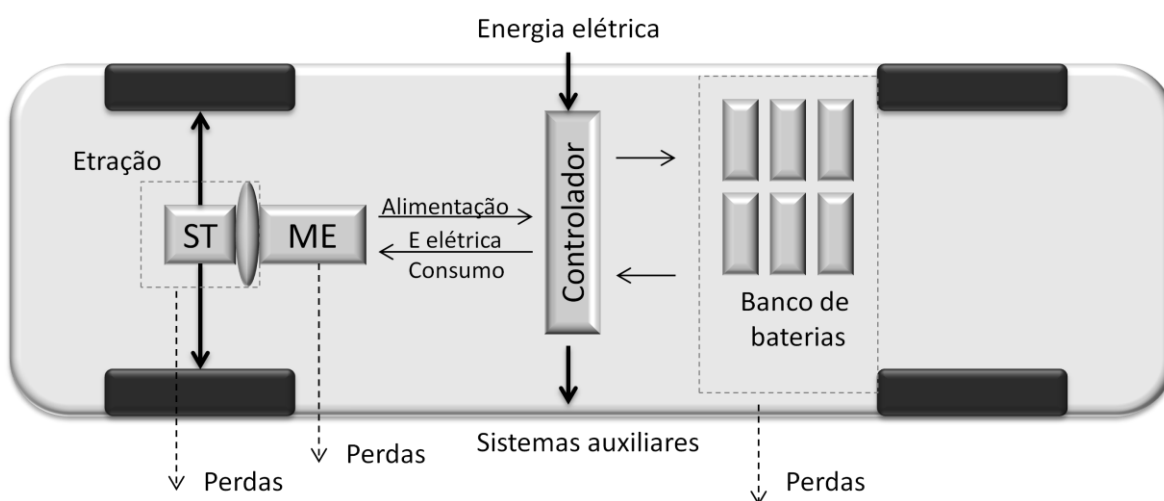 Energia elétrica
Etração
Alimentação
ST
ME
E elétrica
Consumo
Controlador
Banco de
baterias
Sistemas auxiliares
Perdas
Perdas
Perdas